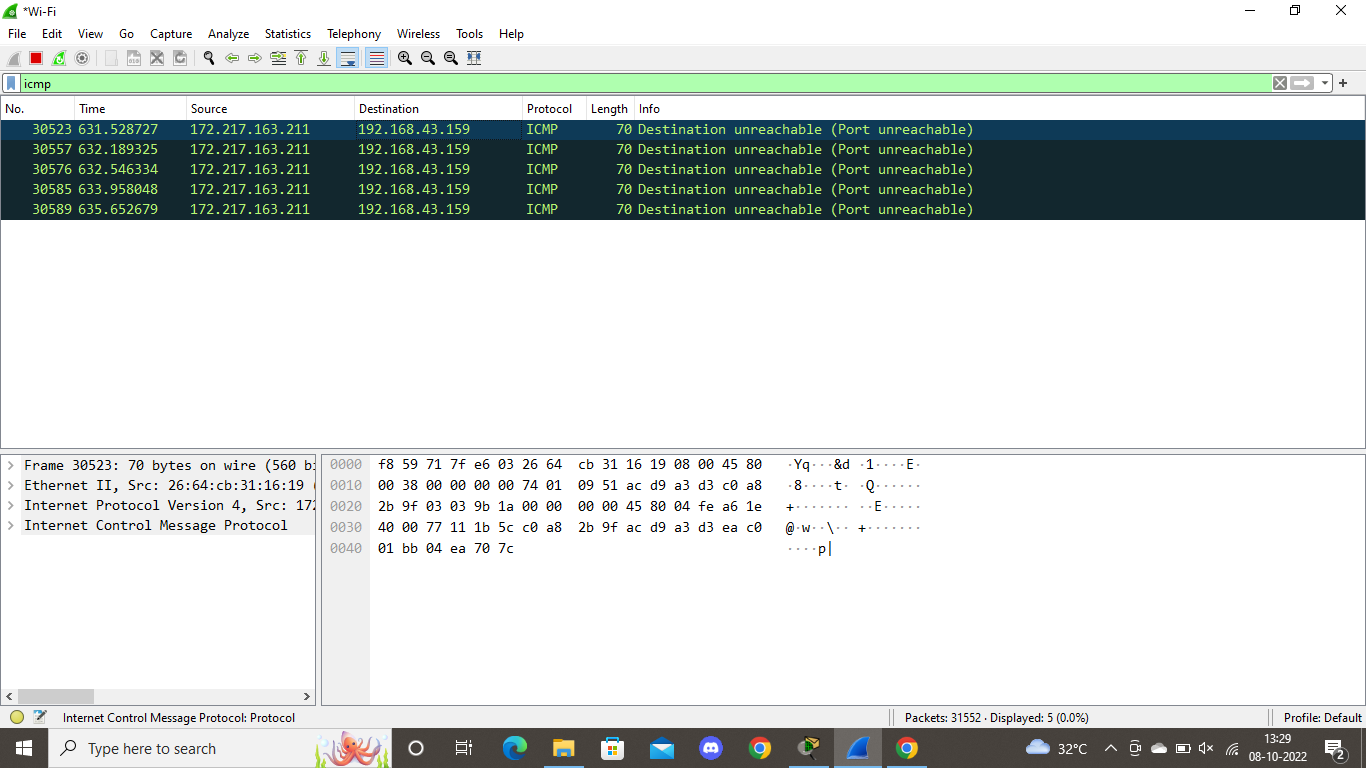 *Wi-Fi
File Edit View Go Capture Analyze Statistics Telephony Wireless Tools Help
icmp
No. Time Source Destination Protocol Length Info
30523 631.528727 172.217.163.211 192.168.43.159 ICMP 70 Destination unreachable (Port unreachable)
30557 632.189325 172.217.163.211 192.168.43.159 ICMP 70 Destination unreachable (Port unreachable)
30576 632.546334 172.217.163.211 192.168.43.159 ICMP 70 Destination unreachable (Port unreachable)
30585 633.958048 172.217.163.211 192.168.43.159 ICMP 70 Destination unreachable (Port unreachable)
30589 635.652679 172.217.163.211 192.168.43.159 ICMP 70 Destination unreachable (Port unreachable)
Frame 30523: 70 bytes on wire (560 bi
Ethernet II, Src: 26:64:cb:31:16:19 (
Internet Protocol Version 4, Src: 172
Internet Control Message Protocol
0000 f8 59 71 7f e6 03 26 64 cb 31 16 19 08 00 45 80 ·Yq···&d ·1····E·
0010 00 38 00 00 00 00 74 01 09 51 ac d9 a3 d3 c0 a8 ·8····t· ·Q······
0020 2b 9f 03 03 9b 1a 00 00 00 00 45 80 04 fe a6 1e +······· ··E·····
0030 40 00 77 11 1b 5c c0 a8 2b 9f ac d9 a3 d3 ea c0 @·w··\·· +·······
0040 01 bb 04 ea 70 7c ····p|
Internet Control Message Protocol: Protocol
Packets: 31552 · Displayed: 5 (0.0%)
Profile: Default
Type here to search
32°C
13:29
08-10-2022
2